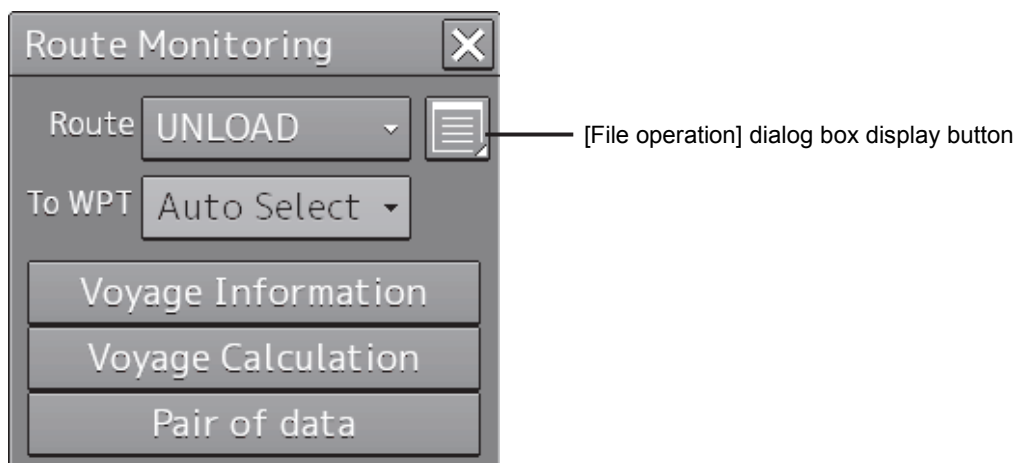 Route Monitoring
Route UNLOAD
[File operation] dialog box display button
To WPT Auto Select
Voyage Information
Voyage Calculation
Pair of data